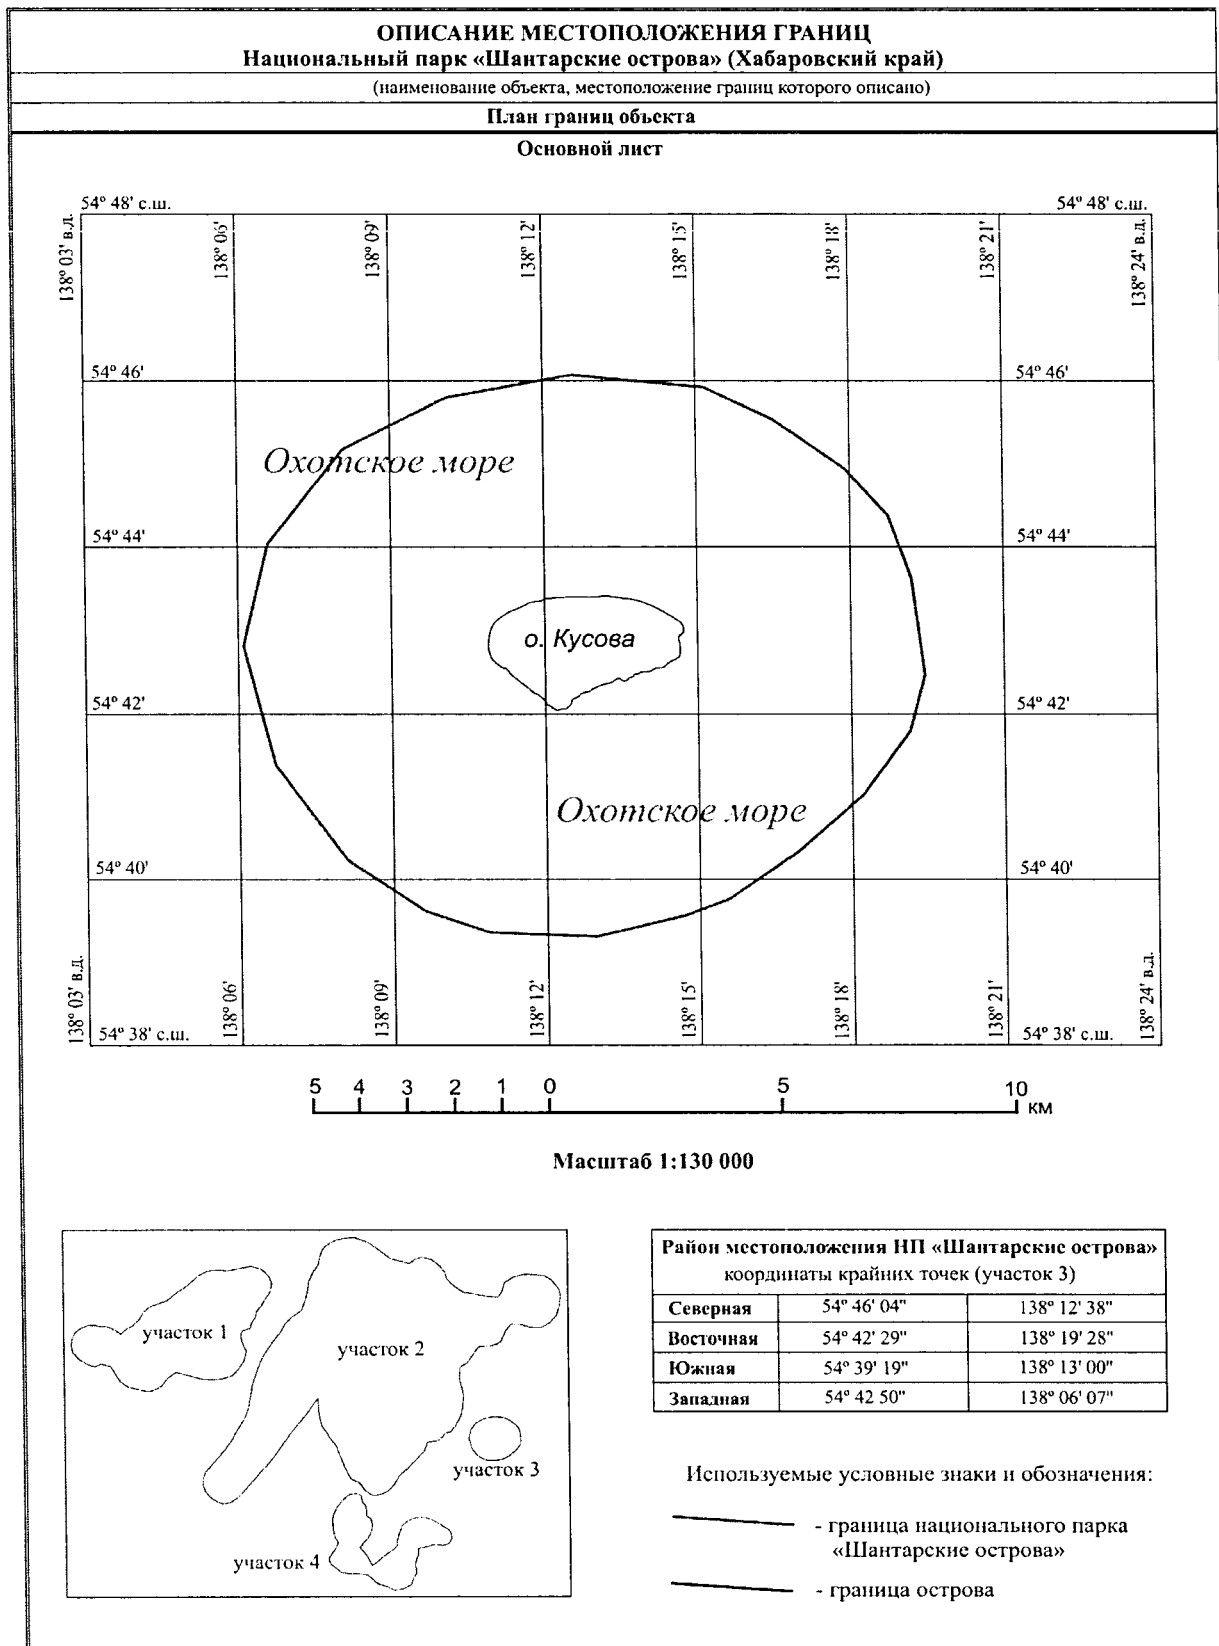 ОПИСАНИЕ МЕСТОПОЛОЖЕНИЯ ГРАНИЦ
Национальный парк «Шантарские острова» (Хабаровский край)
(наименование объекта, местоположение границ которого описано)
План границ объекта
Основной лист
54° 48' с.ш.
54° 48' с.ш.
138° 03' в.д.
138° 06'
138° 09'
138° 12'
138° 15'
138° 18'
138° 21'
138° 24' в.д.
54° 46'
54° 46'
Охотское море
54° 44'
54° 44'
о. Кусова
54° 42'
54° 42'
Охотское море
54° 40'
54° 40'
138° 03' в.д.
138° 06'
138° 09'
138° 12'
138° 15'
138° 18'
138° 21'
138° 24' в.д.
54° 38' с.ш.
54° 38' с.ш.
5 4 3 2 1 0 5 10
км
Масштаб 1:130 000
участок 1
участок 2
участок 3
участок 4
Район местоположения НП «Шантарские острова»
координаты крайних точек (участок 3)
Северная 54° 46' 04" 138° 12' 38"
Восточная 54° 42' 29" 138° 19' 28"
Южная 54° 39' 19" 138° 13' 00"
Западная 54° 42 50" 138° 06' 07"
Используемые условные знаки и обозначения:
- граница национального парка
«Шантарские острова»
- граница острова